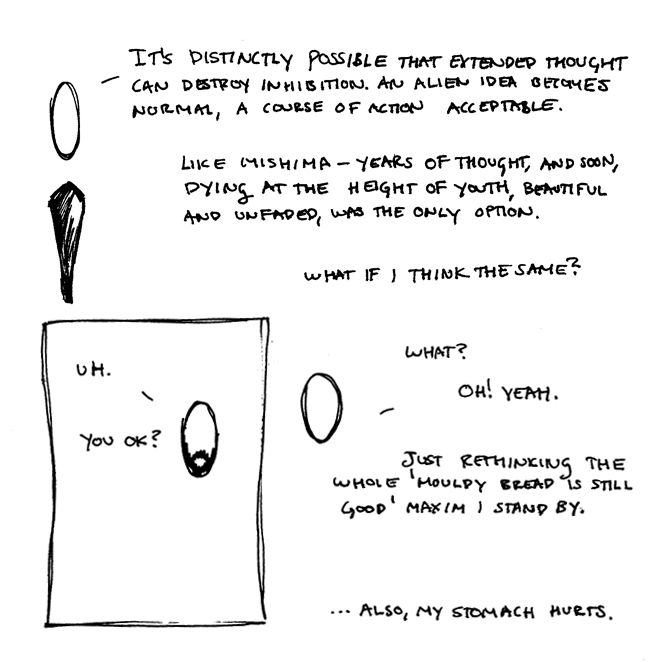 IT'S DISTINCTLY POSSIBLE THAT EXTENDED THOUGHT
CAN DESTROY INHIBITION. AN ALIEN IDEA BECOMES
NORMAL, A COURSE OF ACTION ACCEPTABLE.
LIKE MISHIMA – YEARS OF THOUGHT, AND SOON,
DYING AT THE HEIGHT OF YOUTH, BEAUTIFUL
AND UNFADED, WAS THE ONLY OPTION.
WHAT IF I THINK THE SAME?
UH.
YOU OK?
WHAT?
OH! YEAH.
JUST RETHINKING THE
WHOLE 'MOULDY BREAD IS STILL
GOOD' MAXIM I STAND BY.
... ALSO, MY STOMACH HURTS.